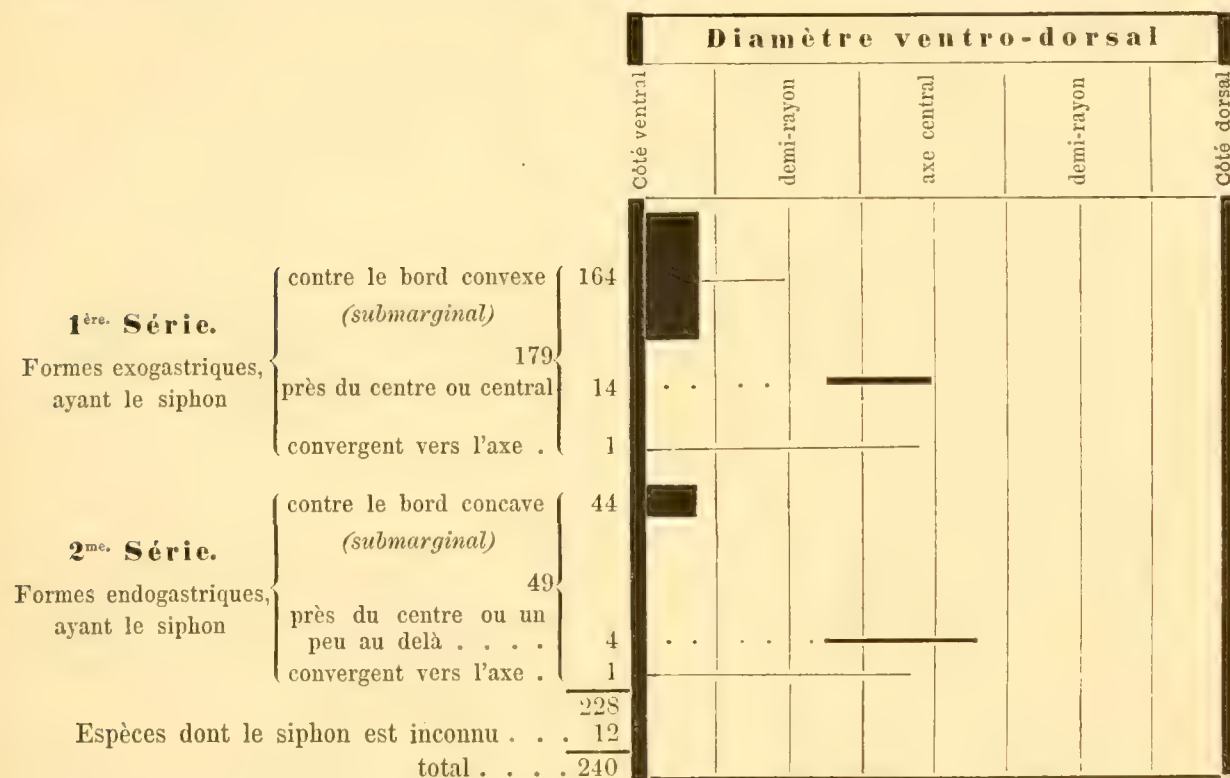 Diamètre ventro-dorsal
Côté ventral
demi-rayon
axe central
demi-rayon
Côté dorsal
1ère. Série.
Formes exogastriques,
ayant le siphon
contre le bord convexe 164
(submarginal)
179
près du centre ou central 14
convergent vers l'axe . 1
2me. Série.
Formes endogastriques,
ayant le siphon
contre le bord concave 44
(submarginal)
49
près du centre ou un
peu au delà . . . . 4
convergent vers l'axe . 1
228
Espèces dont le siphon est inconnu . . . 12
total . . . . 240